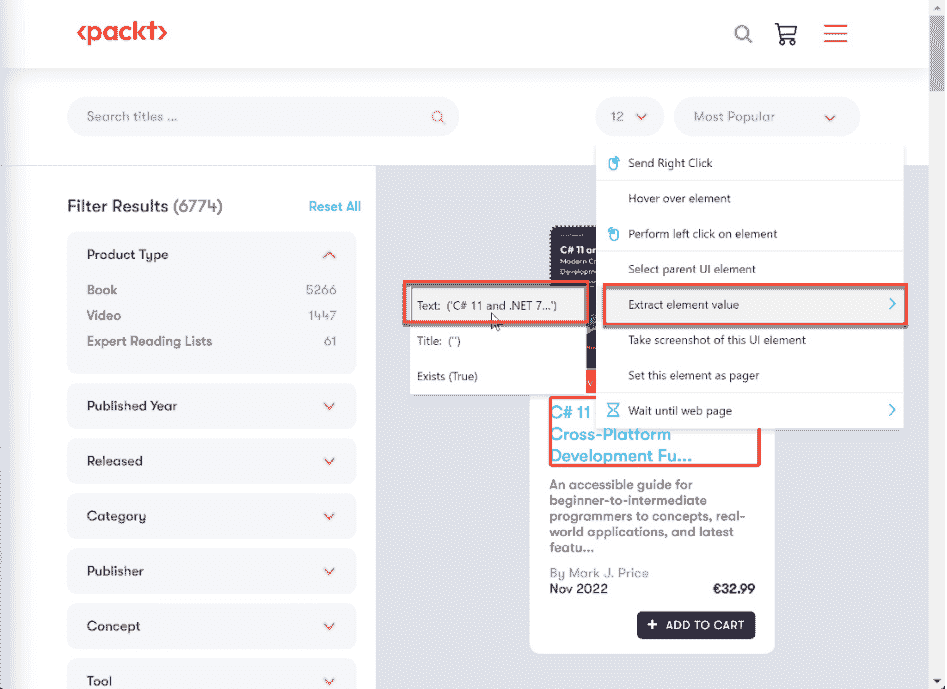 <packt>
Search titles ...
12
Most Popular
Send Right Click
Hover over element
Perform left click on element
Select parent UI element
Extract element value
Take screenshot of this UI element
Set this element as pager
Wait until web page
Filter Results (6774)
Reset All
Product Type
Book 5266
Video 1447
Expert Reading Lists 61
Published Year
Released
Category
Publisher
Concept
Tool
Text: ('C# 11 and .NET 7...')
Title: ('')
Exists (True)
C# 11 an
Modern Cr
Developme
C# 11
Cross-Platform
Development Fu...
An accessible guide for
beginner-to-intermediate
programmers to concepts, real-
world applications, and latest
featu...
By Mark J. Price
Nov 2022 €32.99
+ ADD TO CART